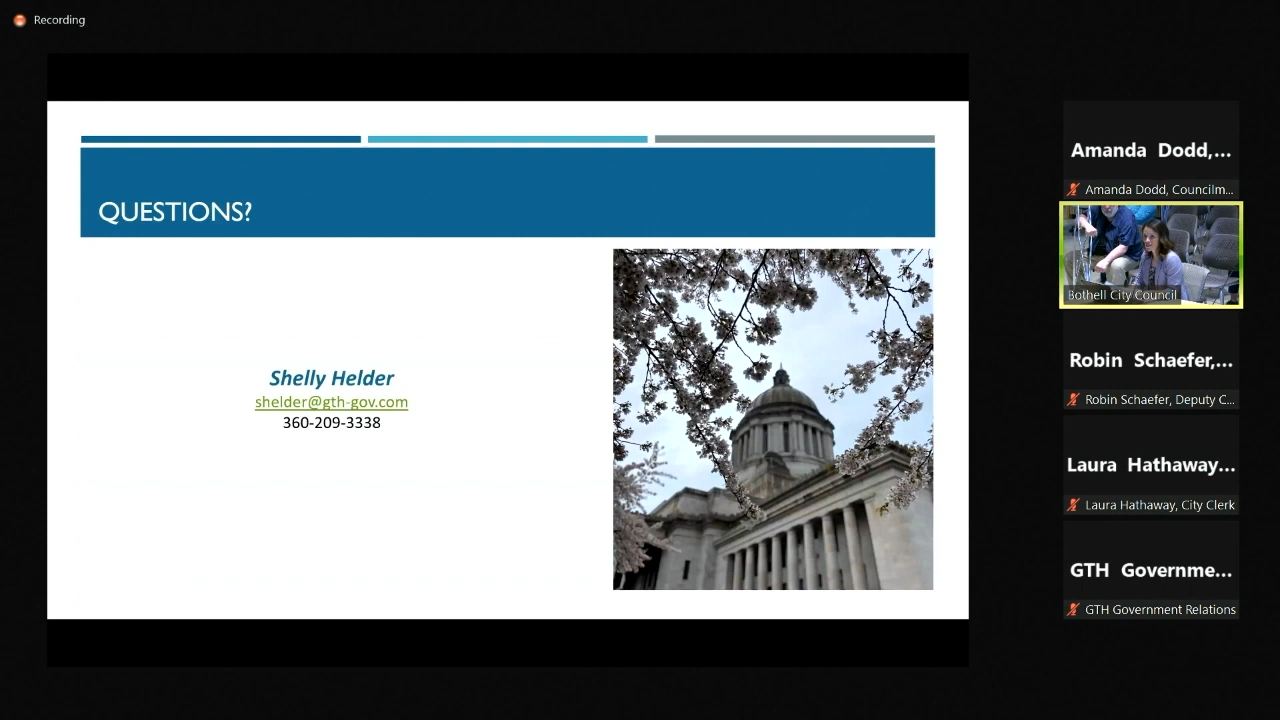 Recording
QUESTIONS?
Shelly Helder
shelder@gth-gov.com
360-209-3338
Amanda Dodd,...
Amanda Dodd, Councilm...
Bothell City Council
Robin Schaefer,...
Robin Schaefer, Deputy C...
Laura Hathaway...
Laura Hathaway, City Clerk
GTH Governme...
GTH Government Relations